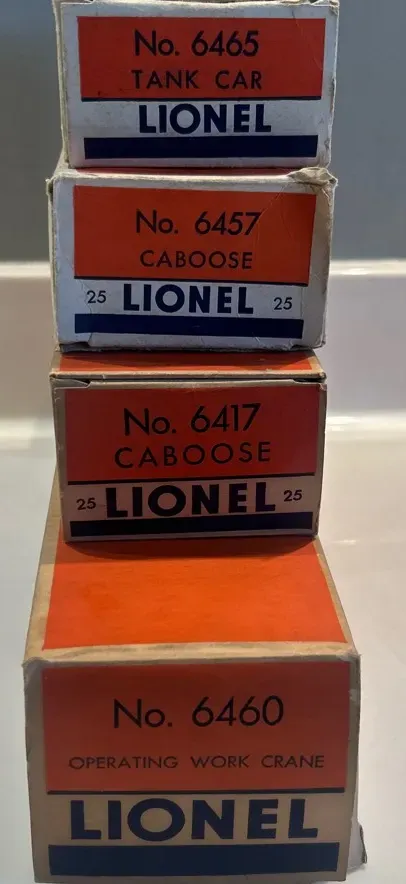 No. 6465
TANK CAR
LIONEL
No. 6457
CABOOSE
25 LIONEL 25
No. 6417
CABOOSE
25 LIONEL 25
No. 6460
OPERATING WORK CRANE
LIONEL